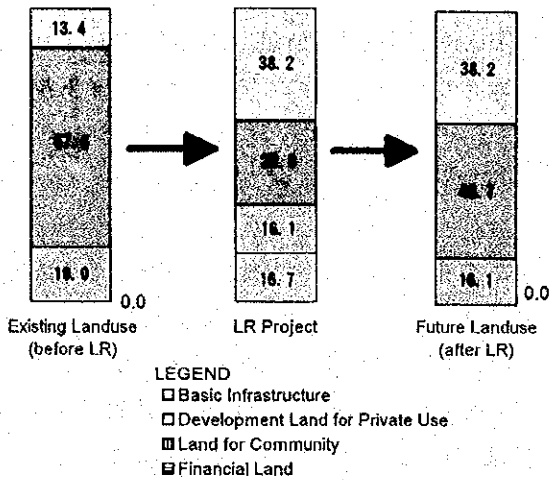 13.4
19.0
0.0
38.2
16.1
16.7
38.2
16.1
0.0
Existing Landuse
(before LR)
LR Project
Future Landuse
(after LR)
LEGEND
Basic Infrastructure
Development Land for Private Use
Land for Community
Financial Land